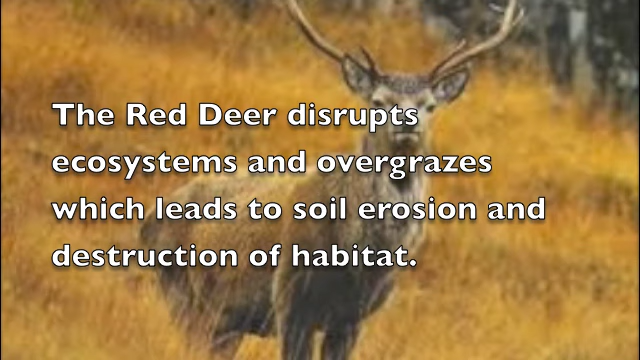 The Red Deer disrupts
ecosystems and overgrazes
which leads to soil erosion and
destruction of habitat.